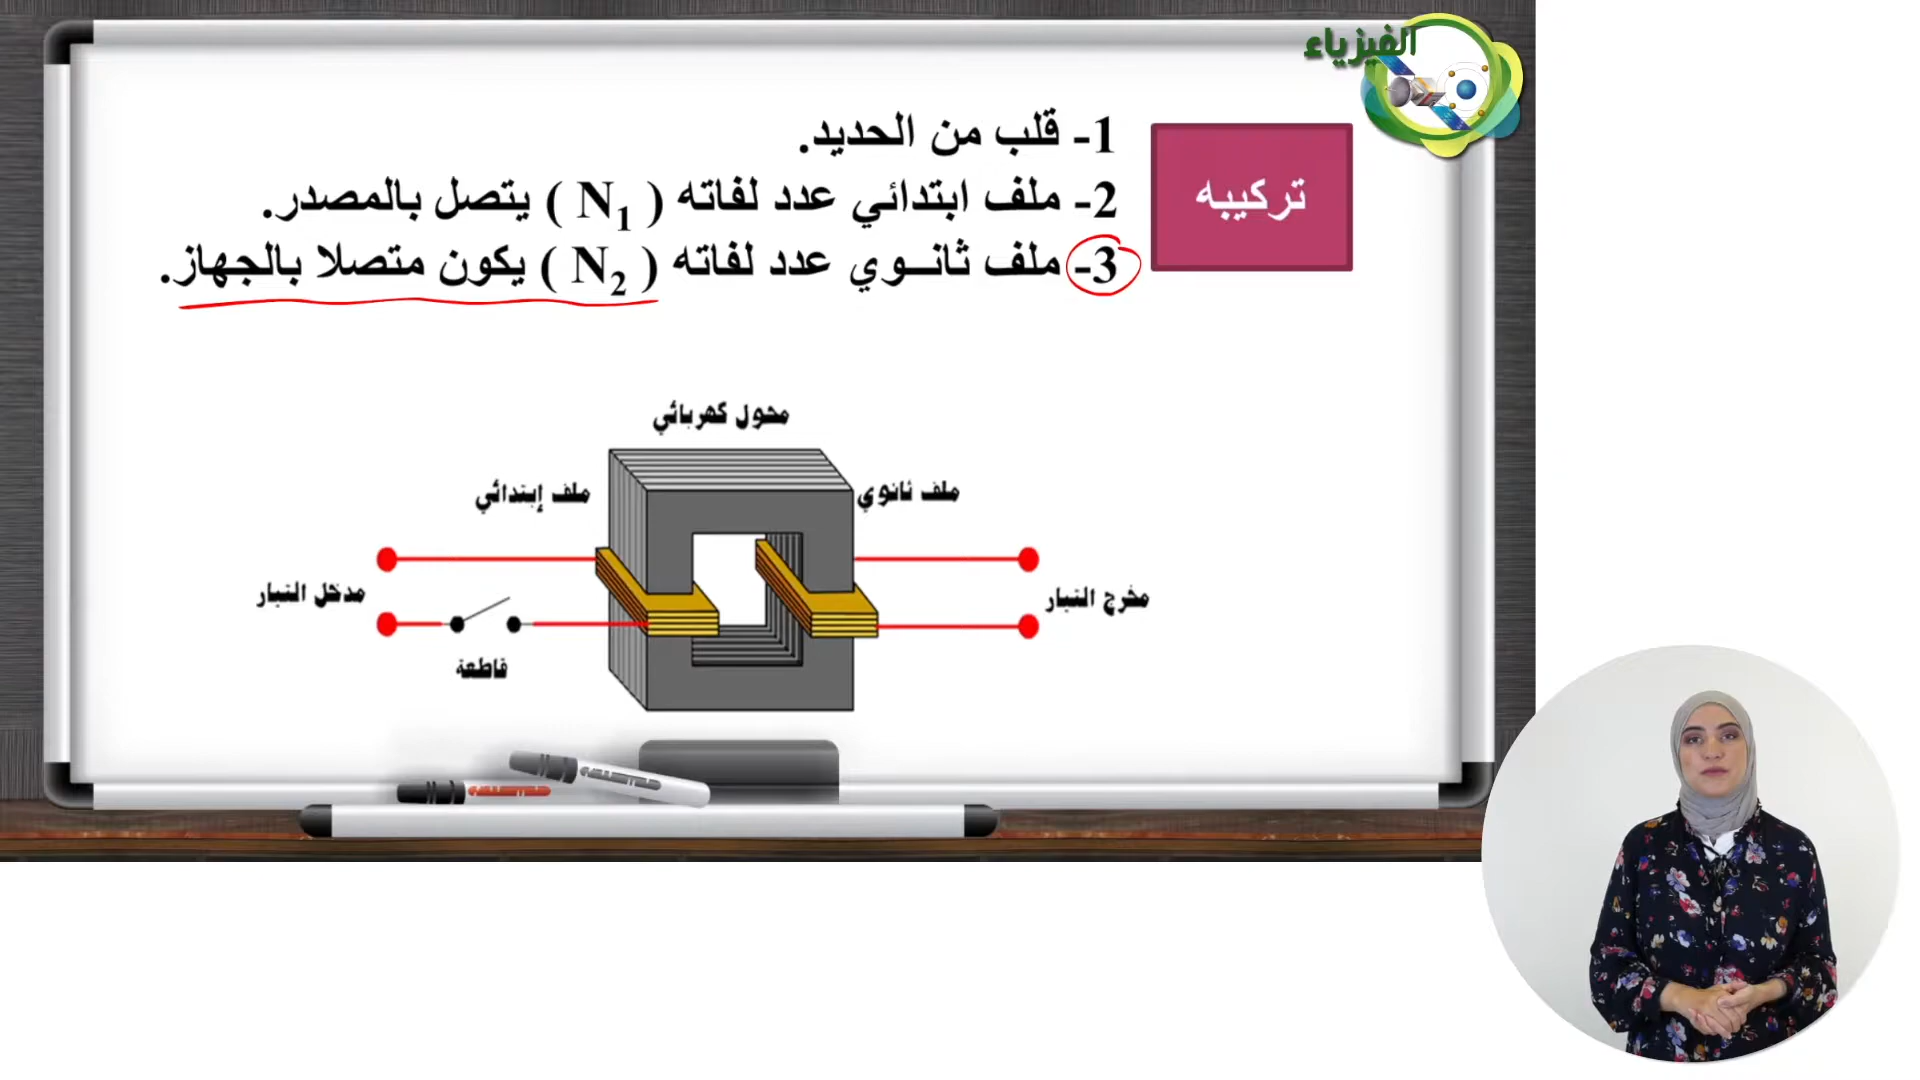 الفيزياء
تركيبه
1- قلب من الحديد.
2- ملف ابتدائي عدد لفاته ( N₁ ) يتصل بالمصدر.
3- ملف ثانــوي عدد لفاته ( N₂ ) يكون متصلا بالجهاز.
محول كهربائي
ملف ثانوي
ملف إبتدائي
مخرج التيار
مدخل التيار
قاطعة